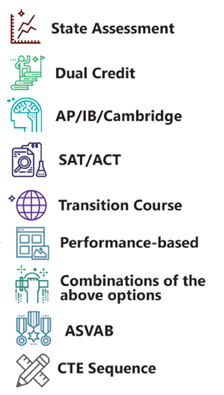 State Assessment
Dual Credit
AP/IB/Cambridge
SAT/ACT
Transition Course
Performance-based
Combinations of the
above options
ASVAB
CTE Sequence